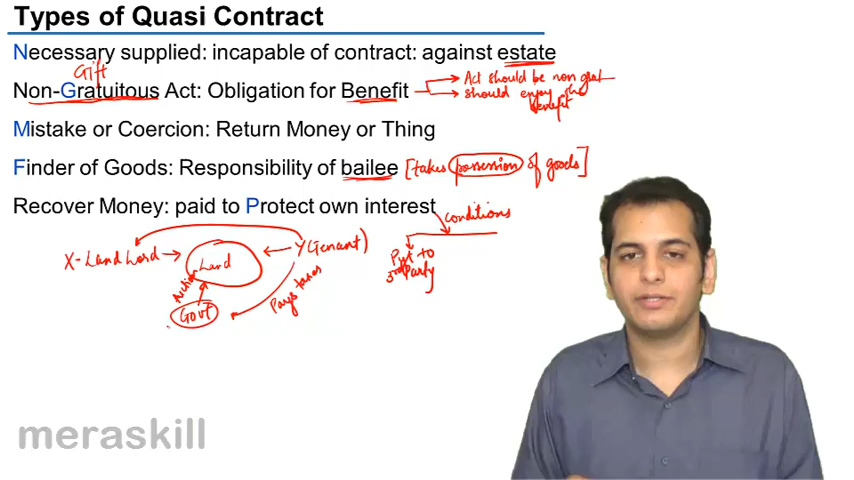 Types of Quasi Contract
Necessary supplied: incapable of contract: against estate
Gift
Non-Gratuitous Act: Obligation for Benefit
Act should be non grat
should enjoy the
benefit
Mistake or Coercion: Return Money or Thing
Finder of Goods: Responsibility of bailee [takes possession of goods]
Recover Money: paid to Protect own interest
conditions
X-LandLord
Land
Y(Tenant)
Pyt to
3rd Party
Pays taxes
Govt
meraskill